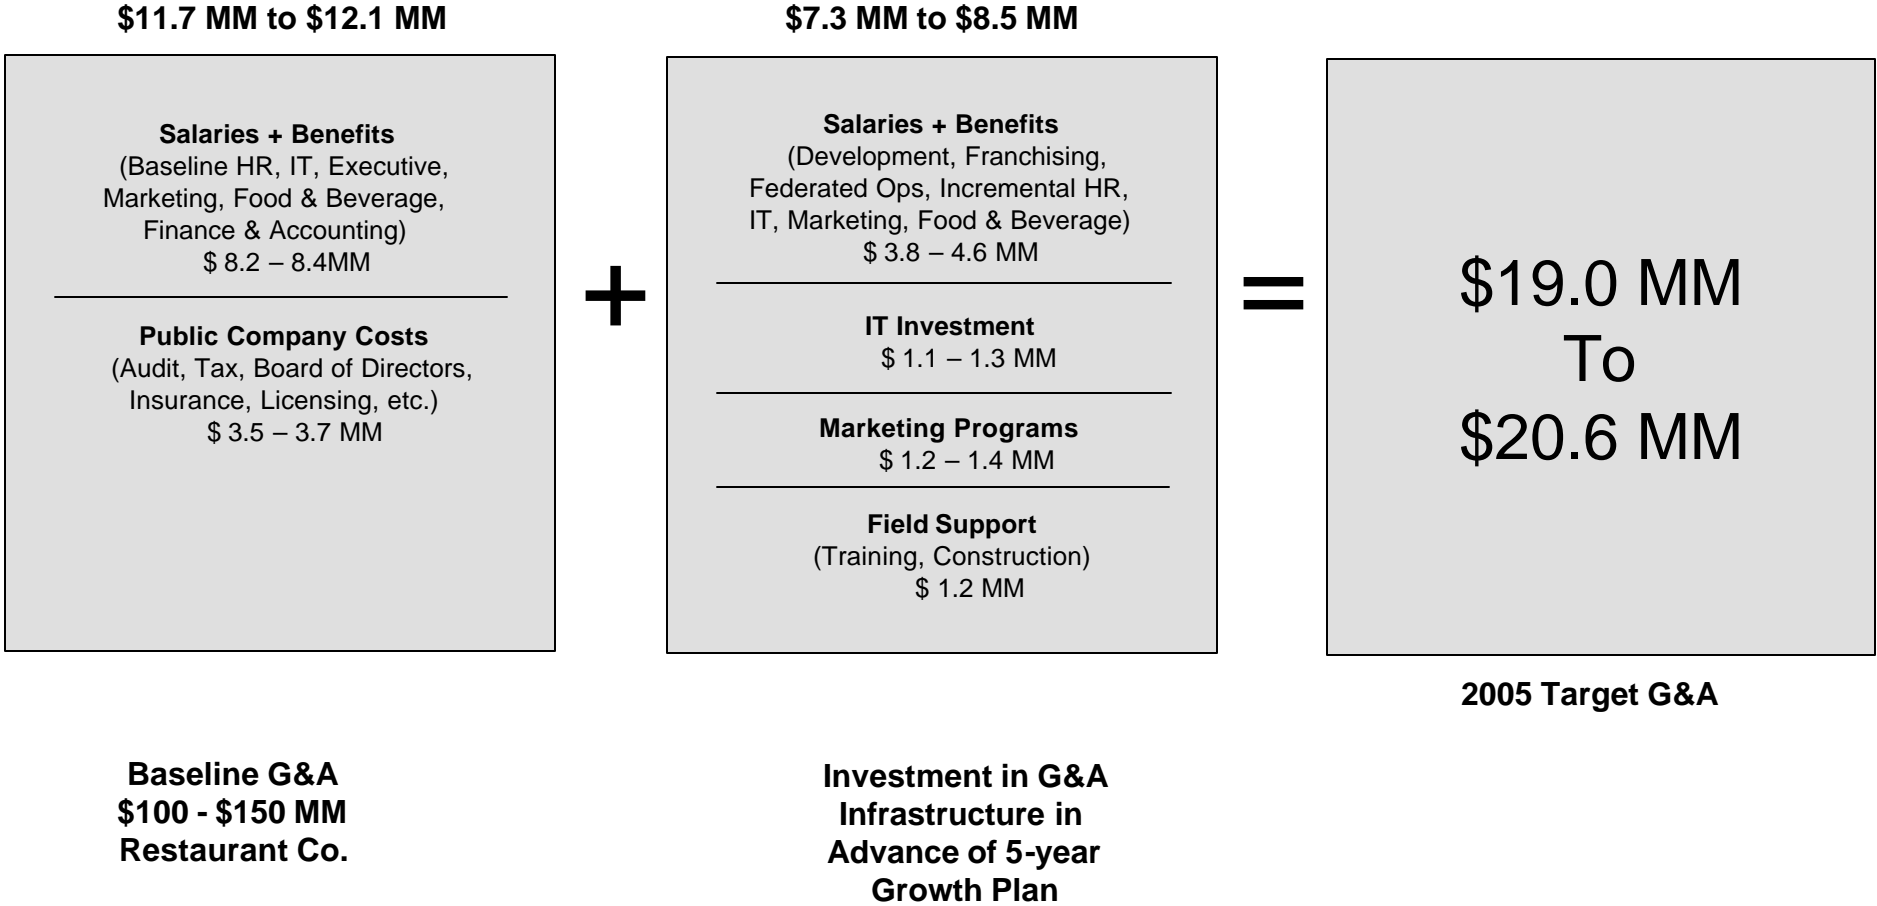 $11.7 MM to $12.1 MM
Salaries + Benefits
(Baseline HR, IT, Executive,
Marketing, Food & Beverage,
Finance & Accounting)
$ 8.2 – 8.4MM
Public Company Costs
(Audit, Tax, Board of Directors,
Insurance, Licensing, etc.)
$ 3.5 – 3.7 MM
Baseline G&A
$100 - $150 MM
Restaurant Co.
+
$7.3 MM to $8.5 MM
Salaries + Benefits
(Development, Franchising,
Federated Ops, Incremental HR,
IT, Marketing, Food & Beverage)
$ 3.8 – 4.6 MM
IT Investment
$ 1.1 – 1.3 MM
Marketing Programs
$ 1.2 – 1.4 MM
Field Support
(Training, Construction)
$ 1.2 MM
Investment in G&A
Infrastructure in
Advance of 5-year
Growth Plan
=
$19.0 MM
To
$20.6 MM
2005 Target G&A